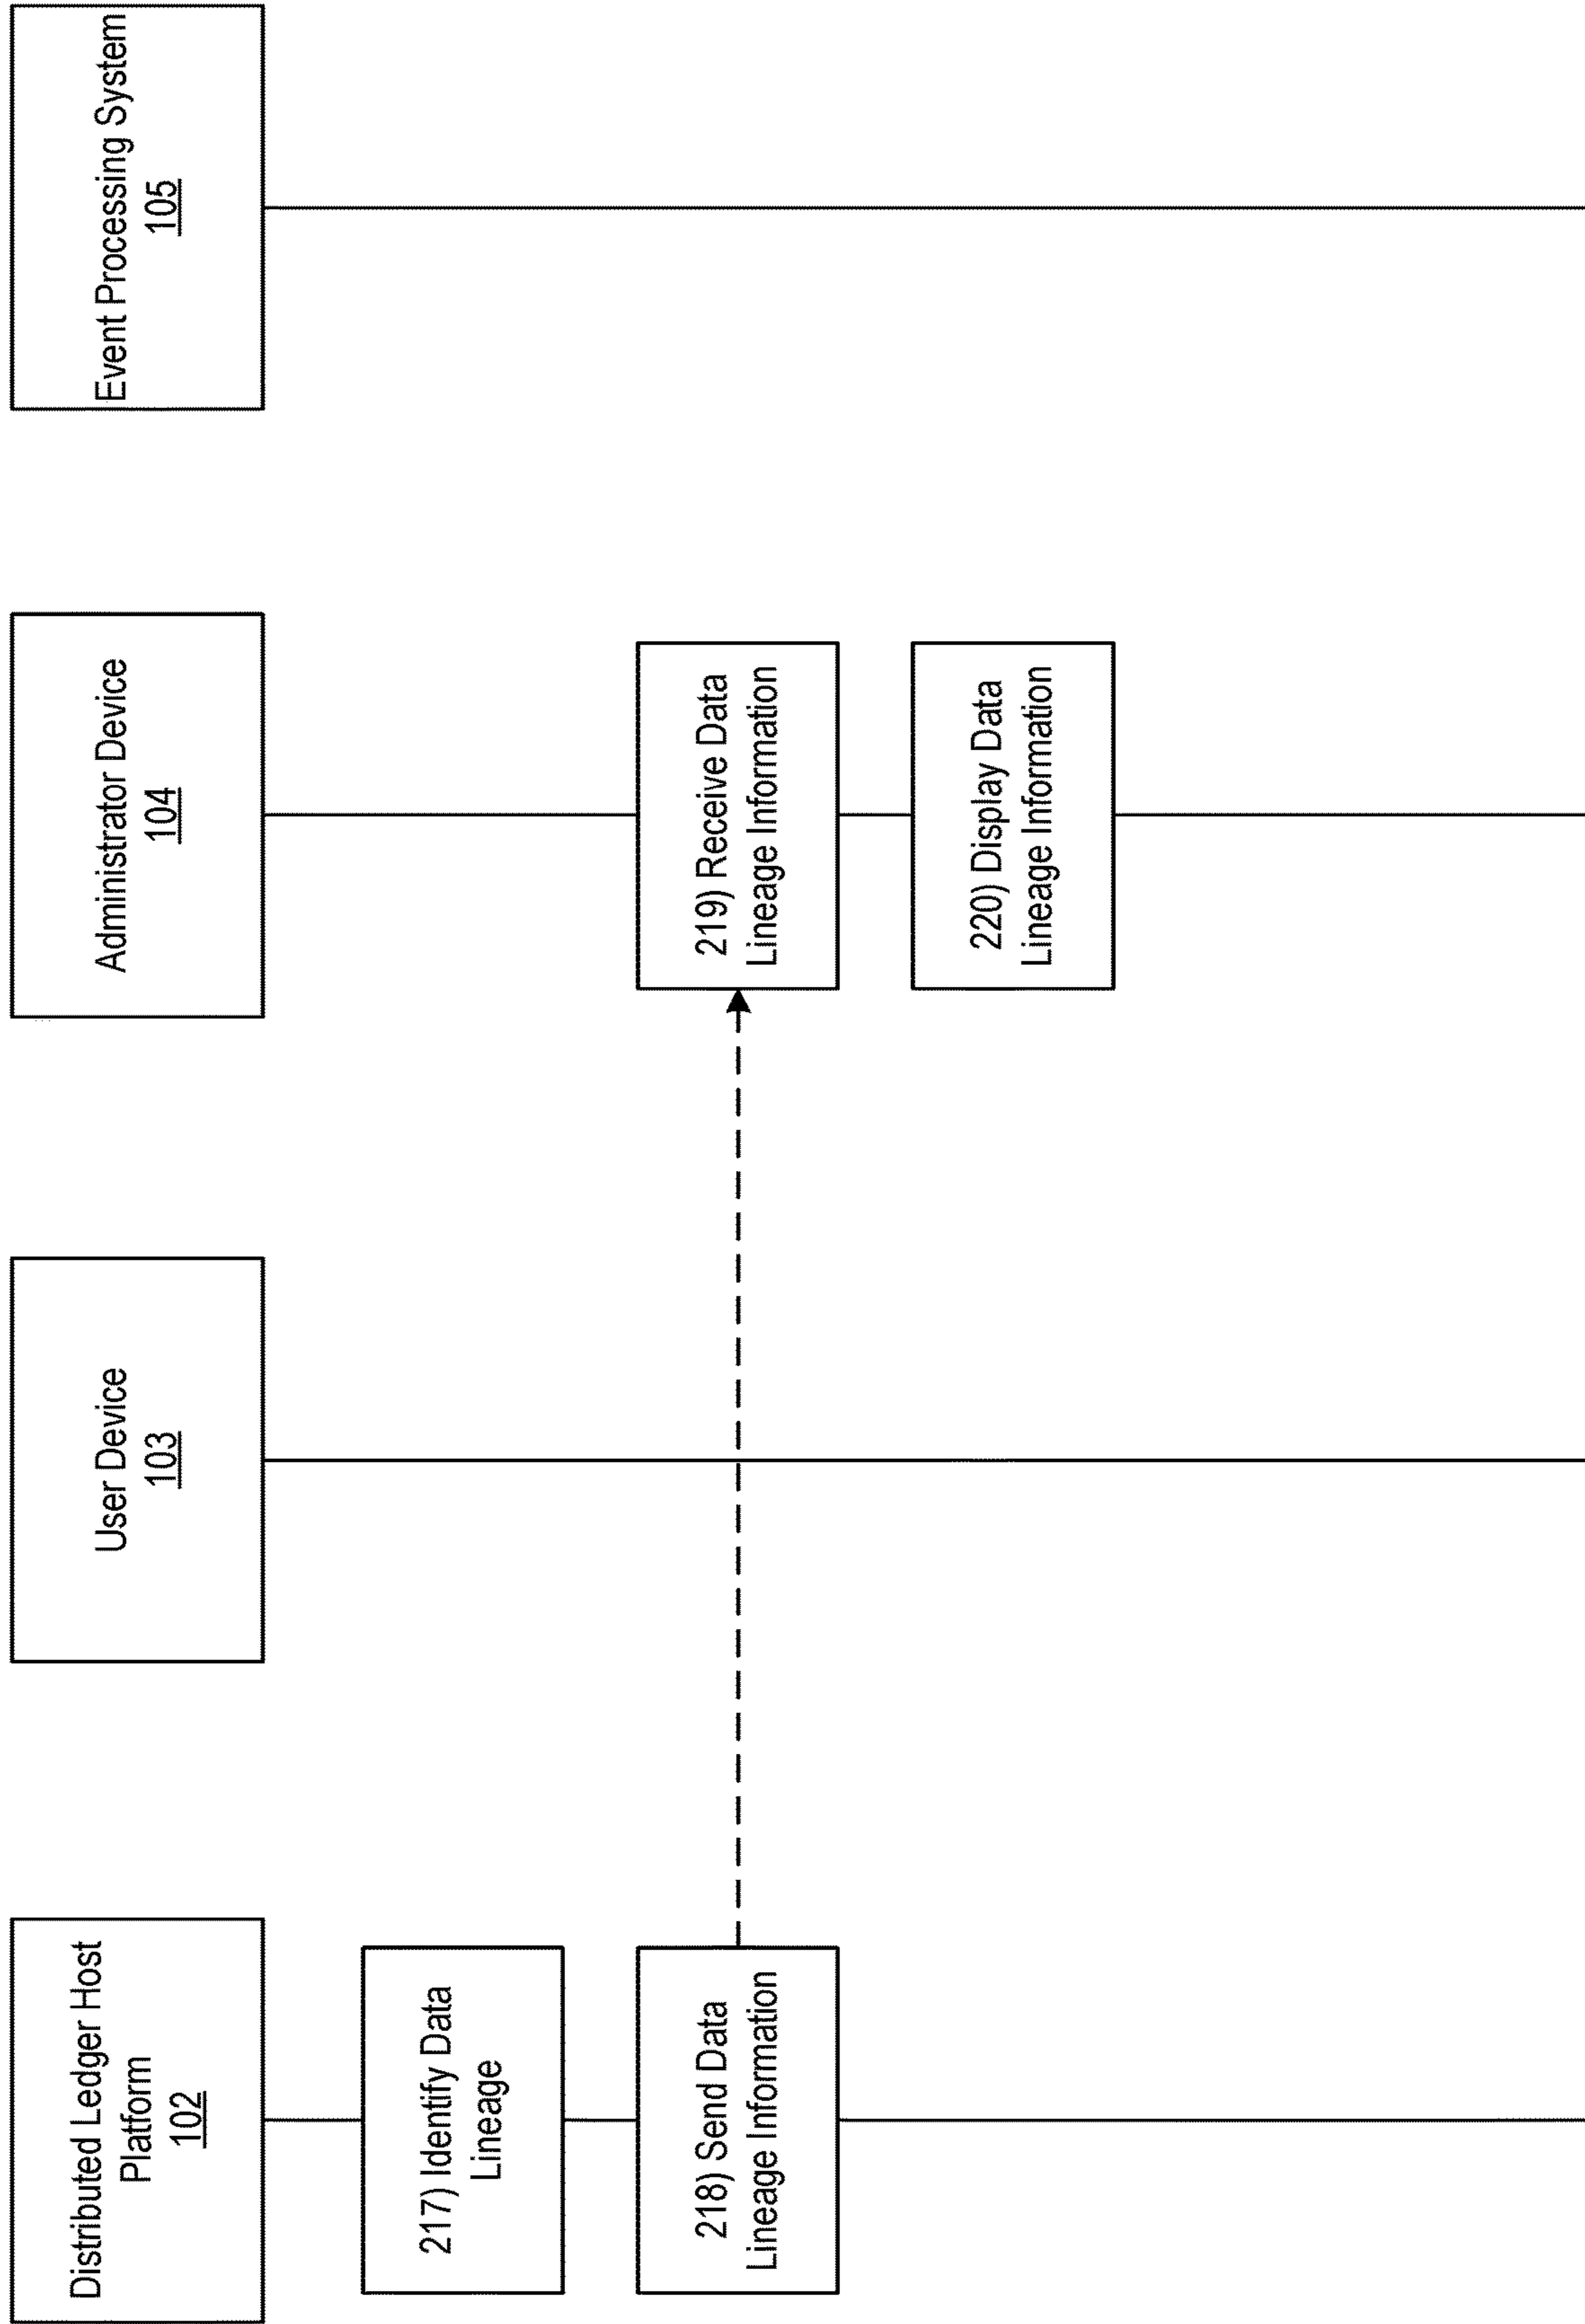 Distributed Ledger Host
Platform
102
User Device
103
Administrator Device
104
Event Processing System
105
217) Identify Data
Lineage
218) Send Data
Lineage Information
219) Receive Data
Lineage Information
220) Display Data
Lineage Information